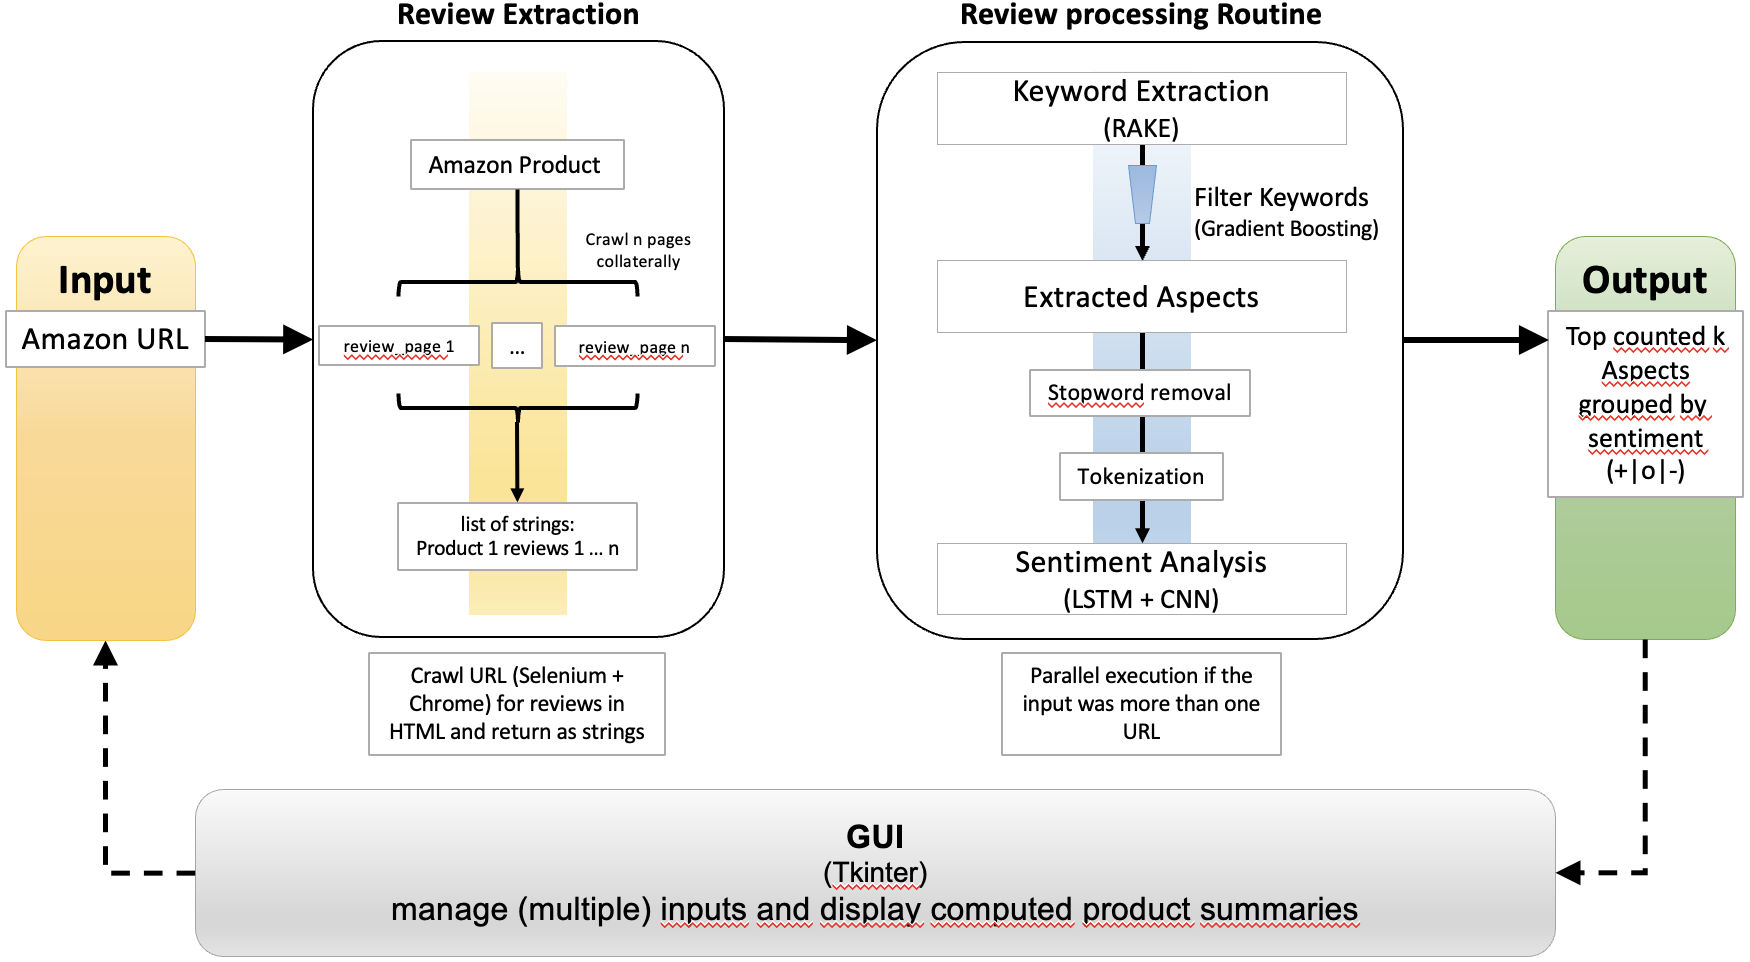 Review Extraction
Review processing Routine
Input
Amazon URL
Amazon Product
Crawl n pages
collaterally
review_page 1
...
review_page n
list of strings:
Product 1 reviews 1 ... n
Crawl URL (Selenium +
Chrome) for reviews in
HTML and return as strings
Keyword Extraction
(RAKE)
Filter Keywords
(Gradient Boosting)
Extracted Aspects
Stopword removal
Tokenization
Sentiment Analysis
(LSTM + CNN)
Parallel execution if the
input was more than one
URL
Output
Top counted k
Aspects
grouped by
sentiment
(+|o|-)
GUI
(Tkinter)
manage (multiple) inputs and display computed product summaries